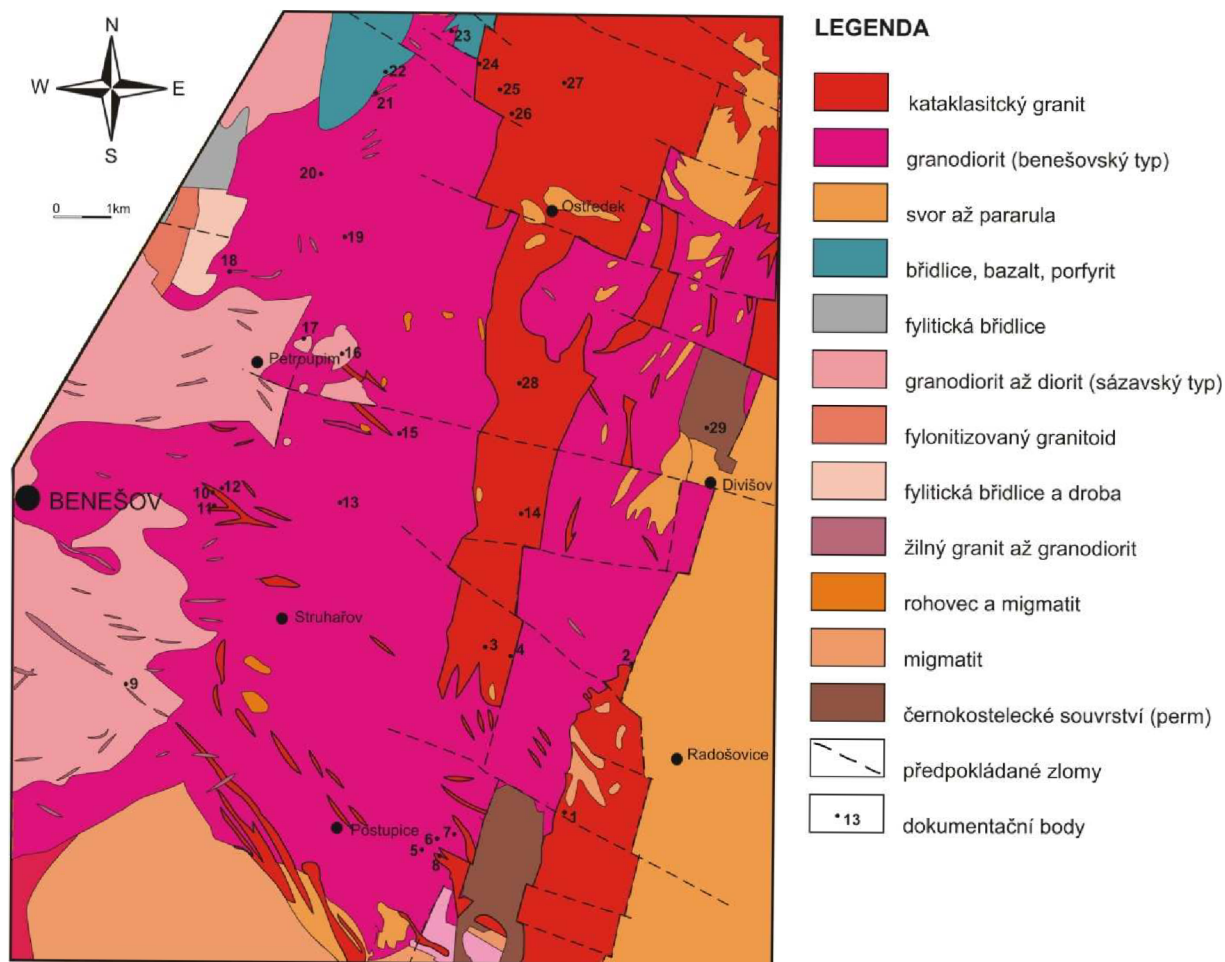 N
W
E
S
0
1km
23
24
22
27
25
21
26
20
Ostředek
19
18
17
16
Petroupim
28
15
29
Divišov
10
12
BENEŠOV
11
13
14
Struhařov
3
4
2
9
Radošovice
1
Postupice
7
6
5
8
LEGENDA
kataklasitcký granit
granodiorit (benešovský typ)
svor až pararula
břidlice, bazalt, porfyrit
fylitická břidlice
granodiorit až diorit (sázavský typ)
fylonitizovaný granitoid
fylitická břidlice a droba
žilný granit až granodiorit
rohovec a migmatit
migmatit
černokostelecké souvrství (perm)
předpokládané zlomy
13
dokumentační body